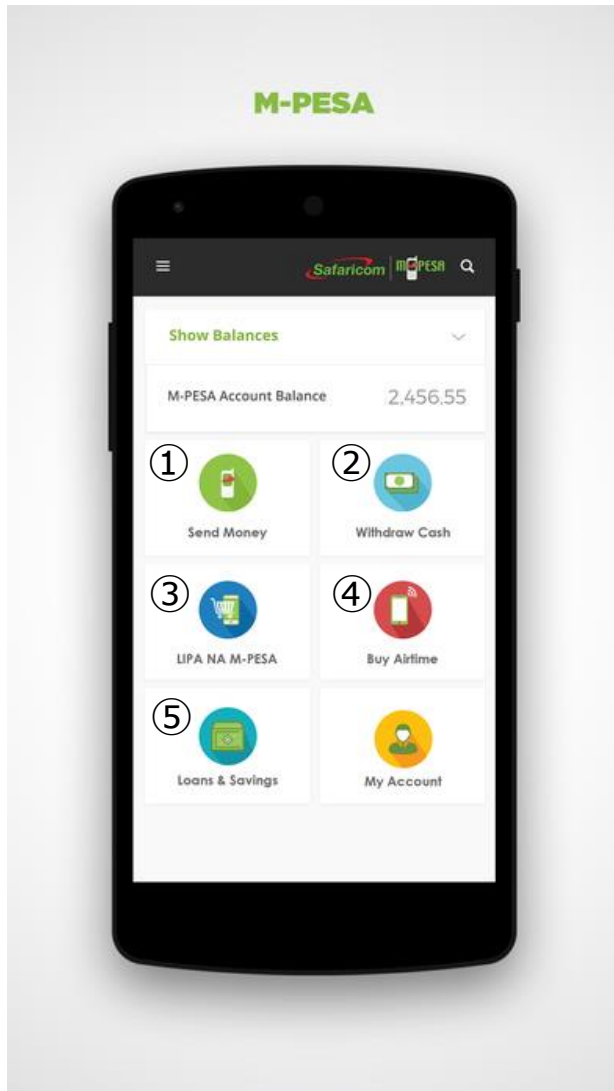 M-PESA
Safaricom M-PESA
Show Balances
M-PESA Account Balance 2,456.55
① ②
Send Money Withdraw Cash
③ ④
LIPA NA M-PESA Buy Airtime
⑤
Loans & Savings My Account